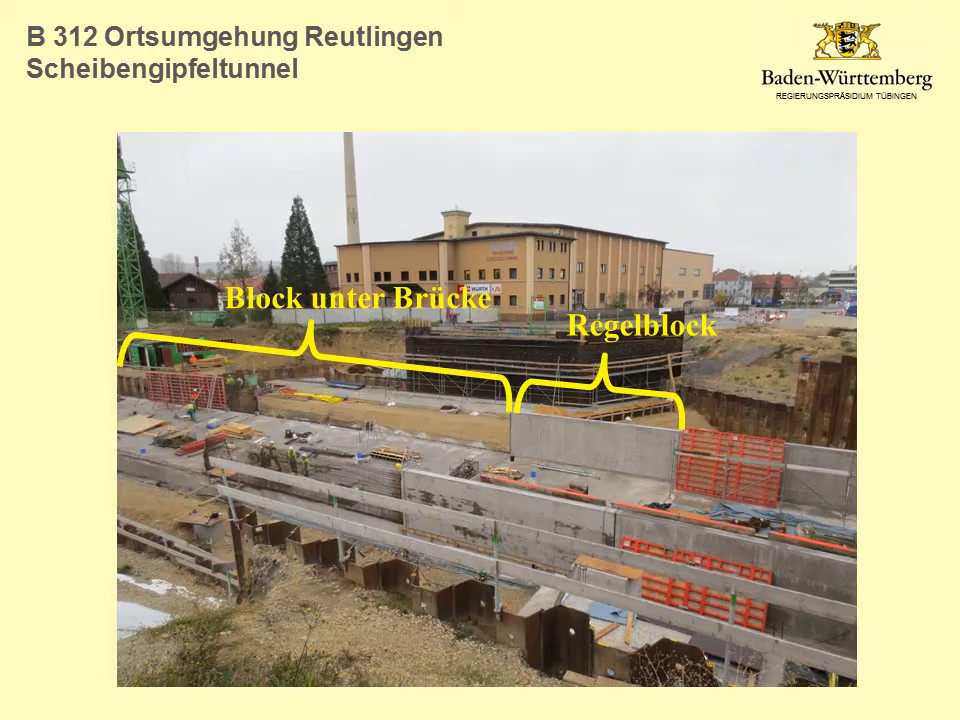 B 312 Ortsumgehung Reutlingen
Scheibengipfeltunnel
Baden-Württemberg
REGIERUNGSPRÄSIDIUM TÜBINGEN
WÜRTH
Block unter Brücke
Regelblock